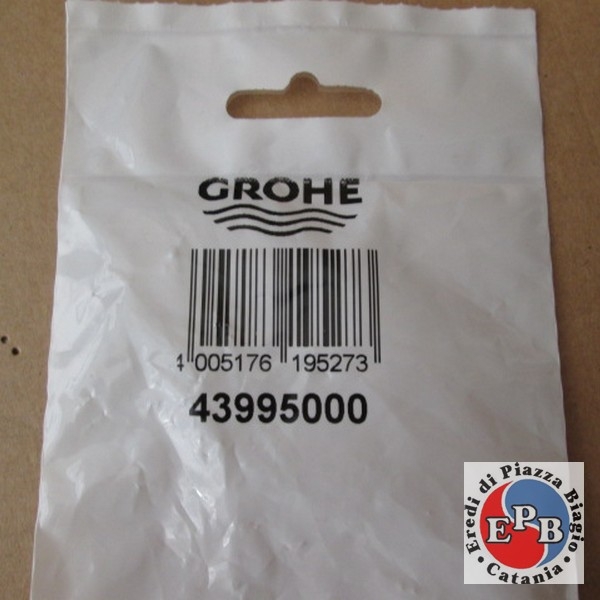 GROHE
4 005176 195273
43995000
Eredi di Piazza Biagio
EPB
• Catania •